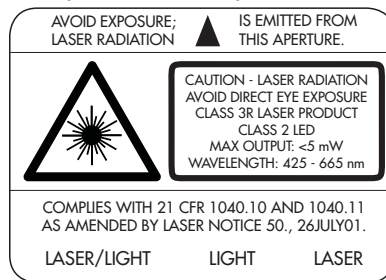 AVOID EXPOSURE; IS EMITTED FROM
LASER RADIATION THIS APERTURE.
CAUTION - LASER RADIATION
AVOID DIRECT EYE EXPOSURE
CLASS 3R LASER PRODUCT
CLASS 2 LED
MAX OUTPUT: <5 mW
WAVELENGTH: 425 - 665 nm
COMPLIES WITH 21 CFR 1040.10 AND 1040.11
AS AMENDED BY LASER NOTICE 50., 26JULY01.
LASER/LIGHT LIGHT LASER